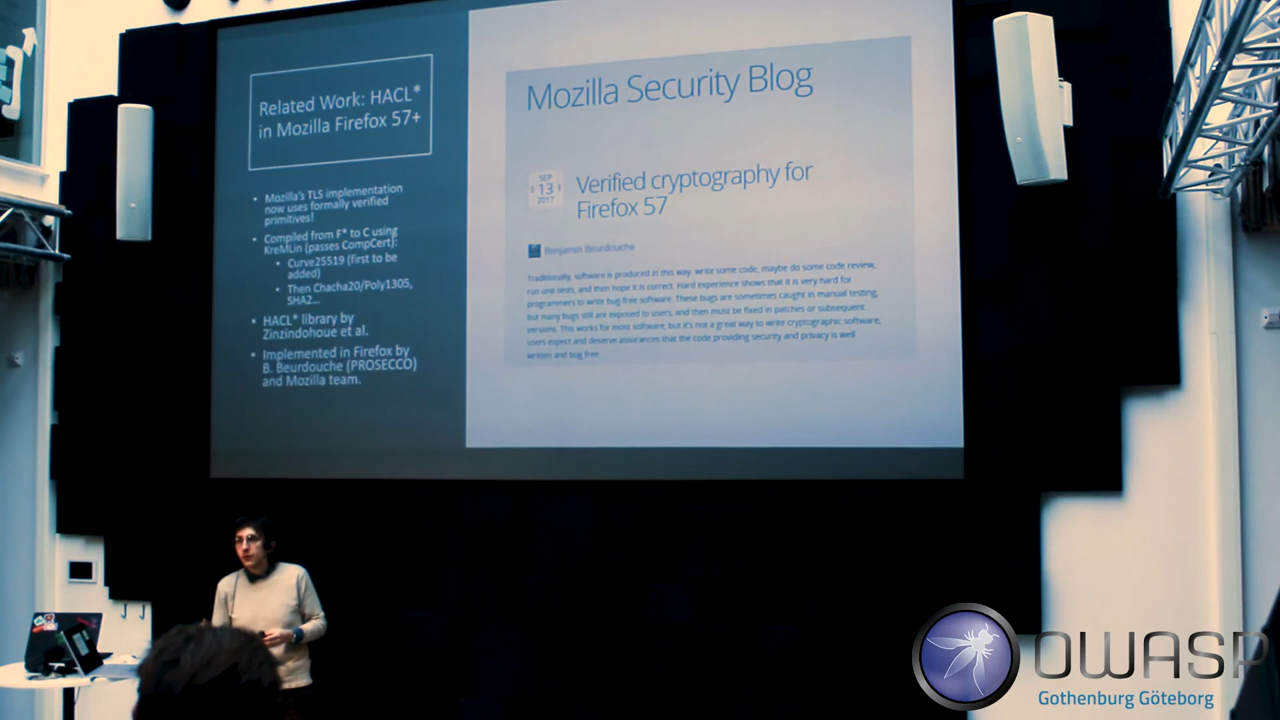 Related Work: HACL*
in Mozilla Firefox 57+
• Mozilla's TLS implementation
now uses formally verified
primitives!
• Compiled from F* to C using
KreMLin (passes CompCert):
• Curve25519 (first to be
added)
• Then Chacha20/Poly1305,
SHA2...
• HACL* library by
Zinzindohoue et al.
• Implemented in Firefox by
B. Beurdouche (PROSECCO)
and Mozilla team.
Mozilla Security Blog
SEP
13
2017
Verified cryptography for
Firefox 57
Benjamin Beurdouche
Traditionally, software is produced in this way: write some code, maybe do some code review,
run unit tests, and then hope it is correct. Hard experience shows that it is very hard for
programmers to write bug-free software. These bugs are sometimes caught in manual testing,
but many bugs still are exposed to users, and then must be fixed in patches or subsequent
versions. This works for most software, but it's not a great way to write cryptographic software;
users expect and deserve assurances that the code providing security and privacy is well
written and bug free.
OWASP
Gothenburg Göteborg